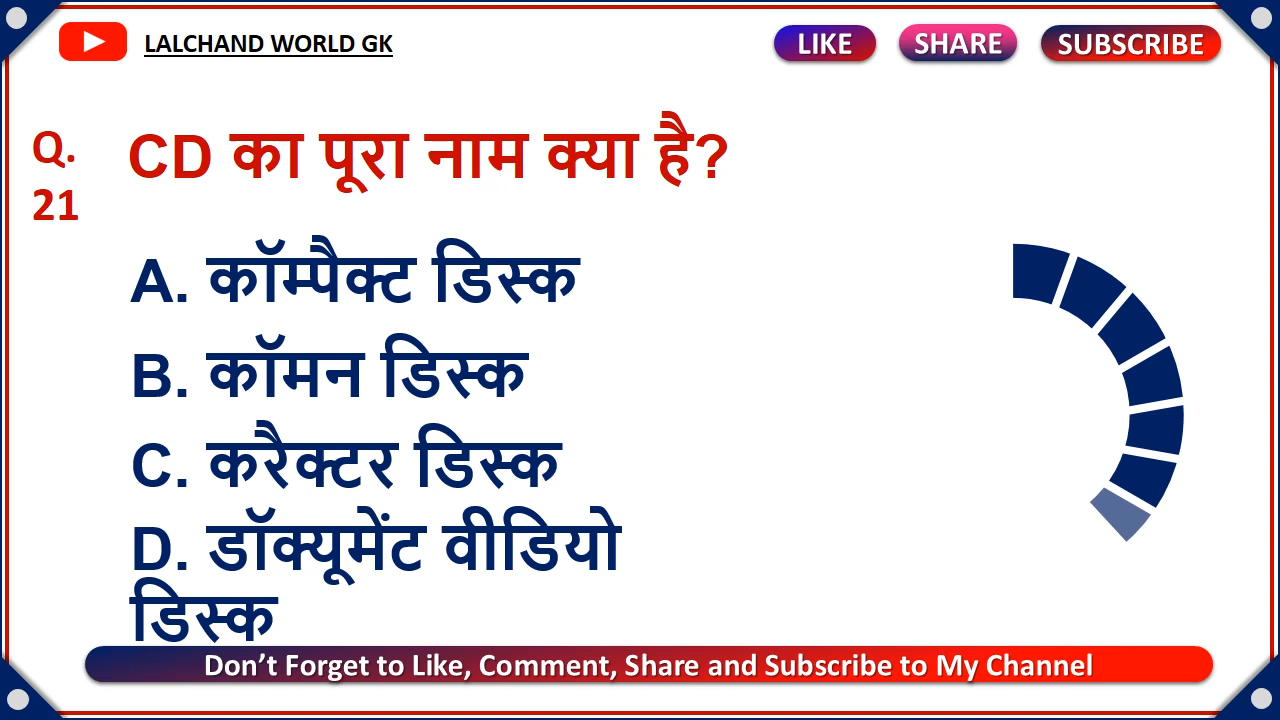 LALCHAND WORLD GK
LIKE
SHARE
SUBSCRIBE
Q. 
21
CD का पूरा नाम क्या है?
A. कॉम्पैक्ट डिस्क
B. कॉमन डिस्क
C. करैक्टर डिस्क
D. डॉक्यूमेंट वीडियो
डिस्क
Don’t Forget to Like, Comment, Share and Subscribe to My Channel